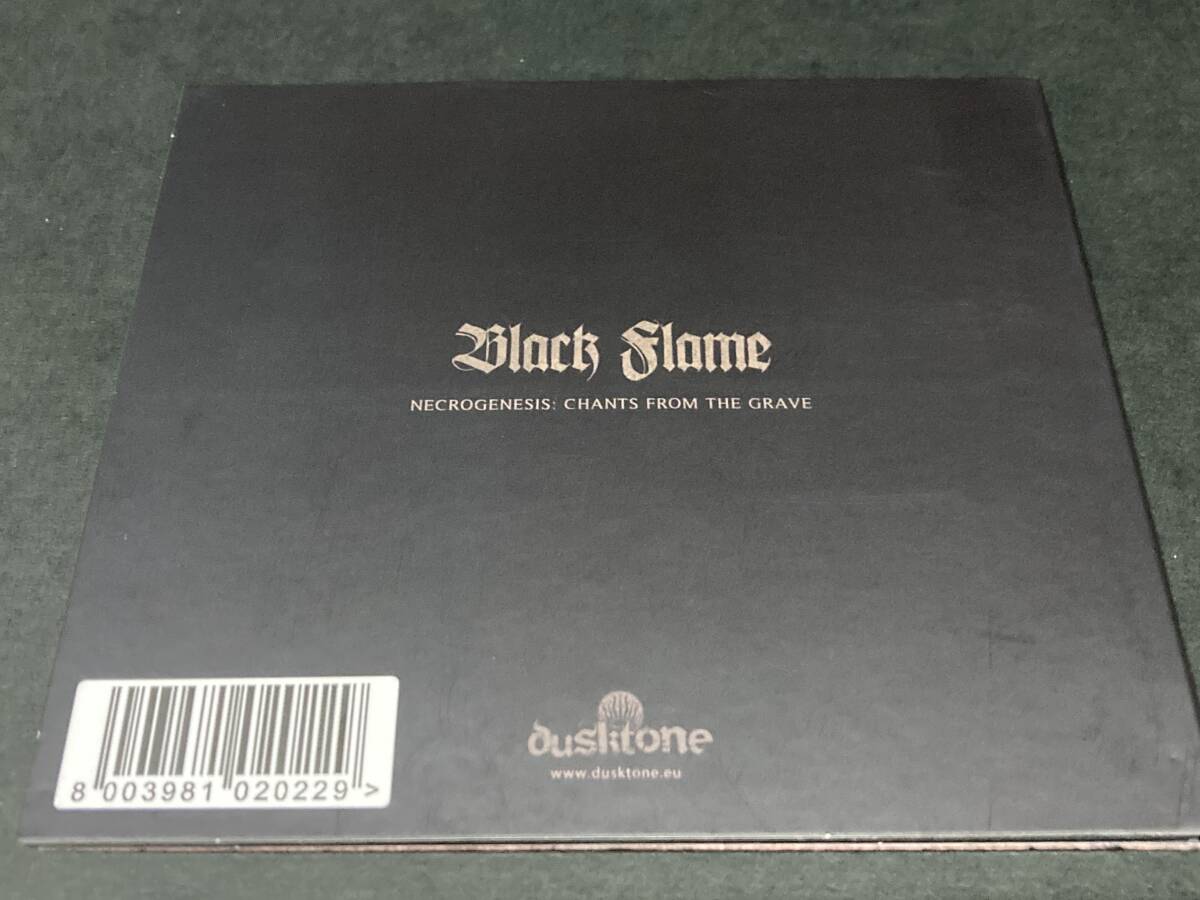 Black Flame
NECROGENESIS: CHANTS FROM THE GRAVE
dusktone
www.dusktone.eu
8 003981 020229 >